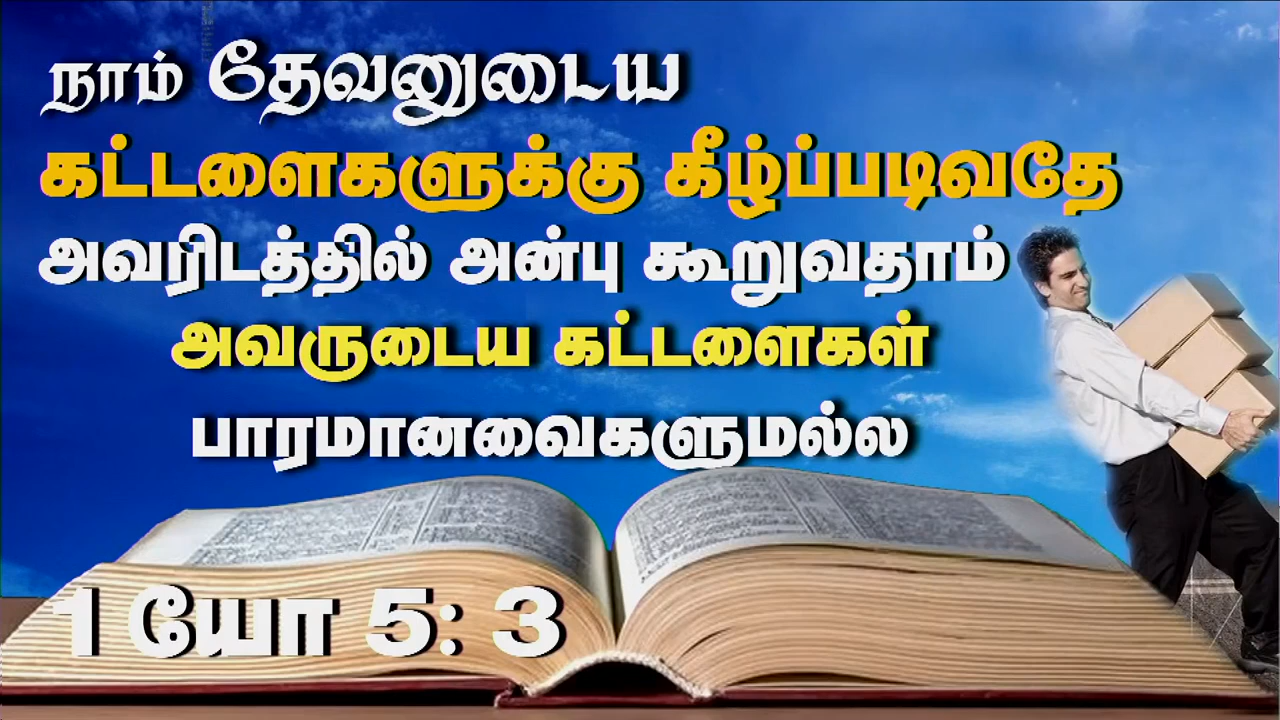 நாம் தேவனுடைய
கட்டளைகளுக்கு கீழ்ப்படிவதே
அவரிடத்தில் அன்பு கூறுவதாம்
அவருடைய கட்டளைகள்
பாரமானவைகளுமல்ல
1 யோ 5: 3